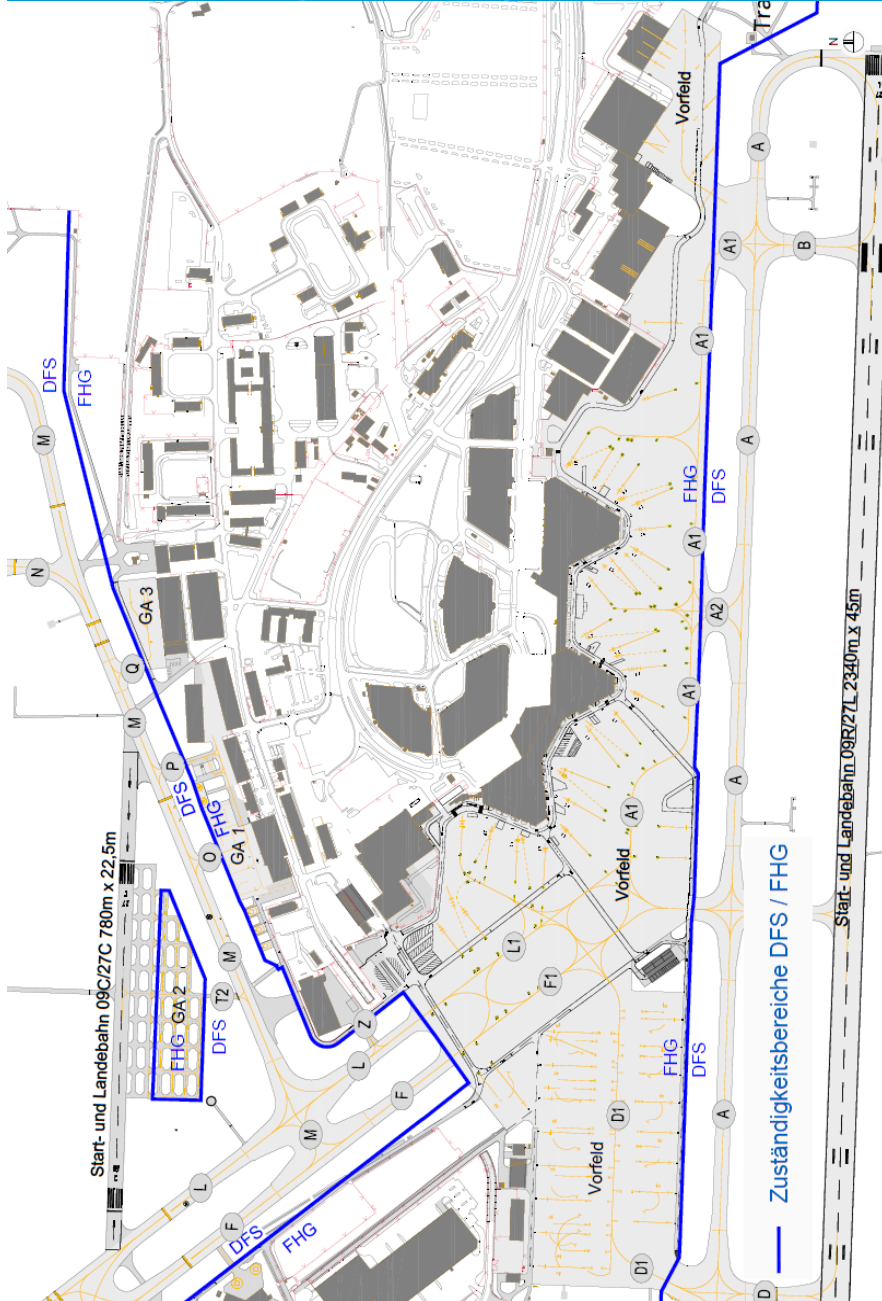 N
M
DFS
FHG
Start- und Landebahn 09C/27C 780m x 22,5m
M
Q
GA 3
P
DFS
FHG GA 2
DFS
L
O
FHG
T2
M
F
GA 1
DFS
FHG
M
L
Z
F
L1
F1
Vorfeld
D1
Vorfeld
A1
D1
FHG
DFS
Vorfeld
A1
FHG
DFS
A1
A1
A2
A
A1
A
A
A
Tra
D
Zuständigkeitsbereiche DFS / FHG
B
N
Start- und Landebahn 09R/27L 2340m x 45m